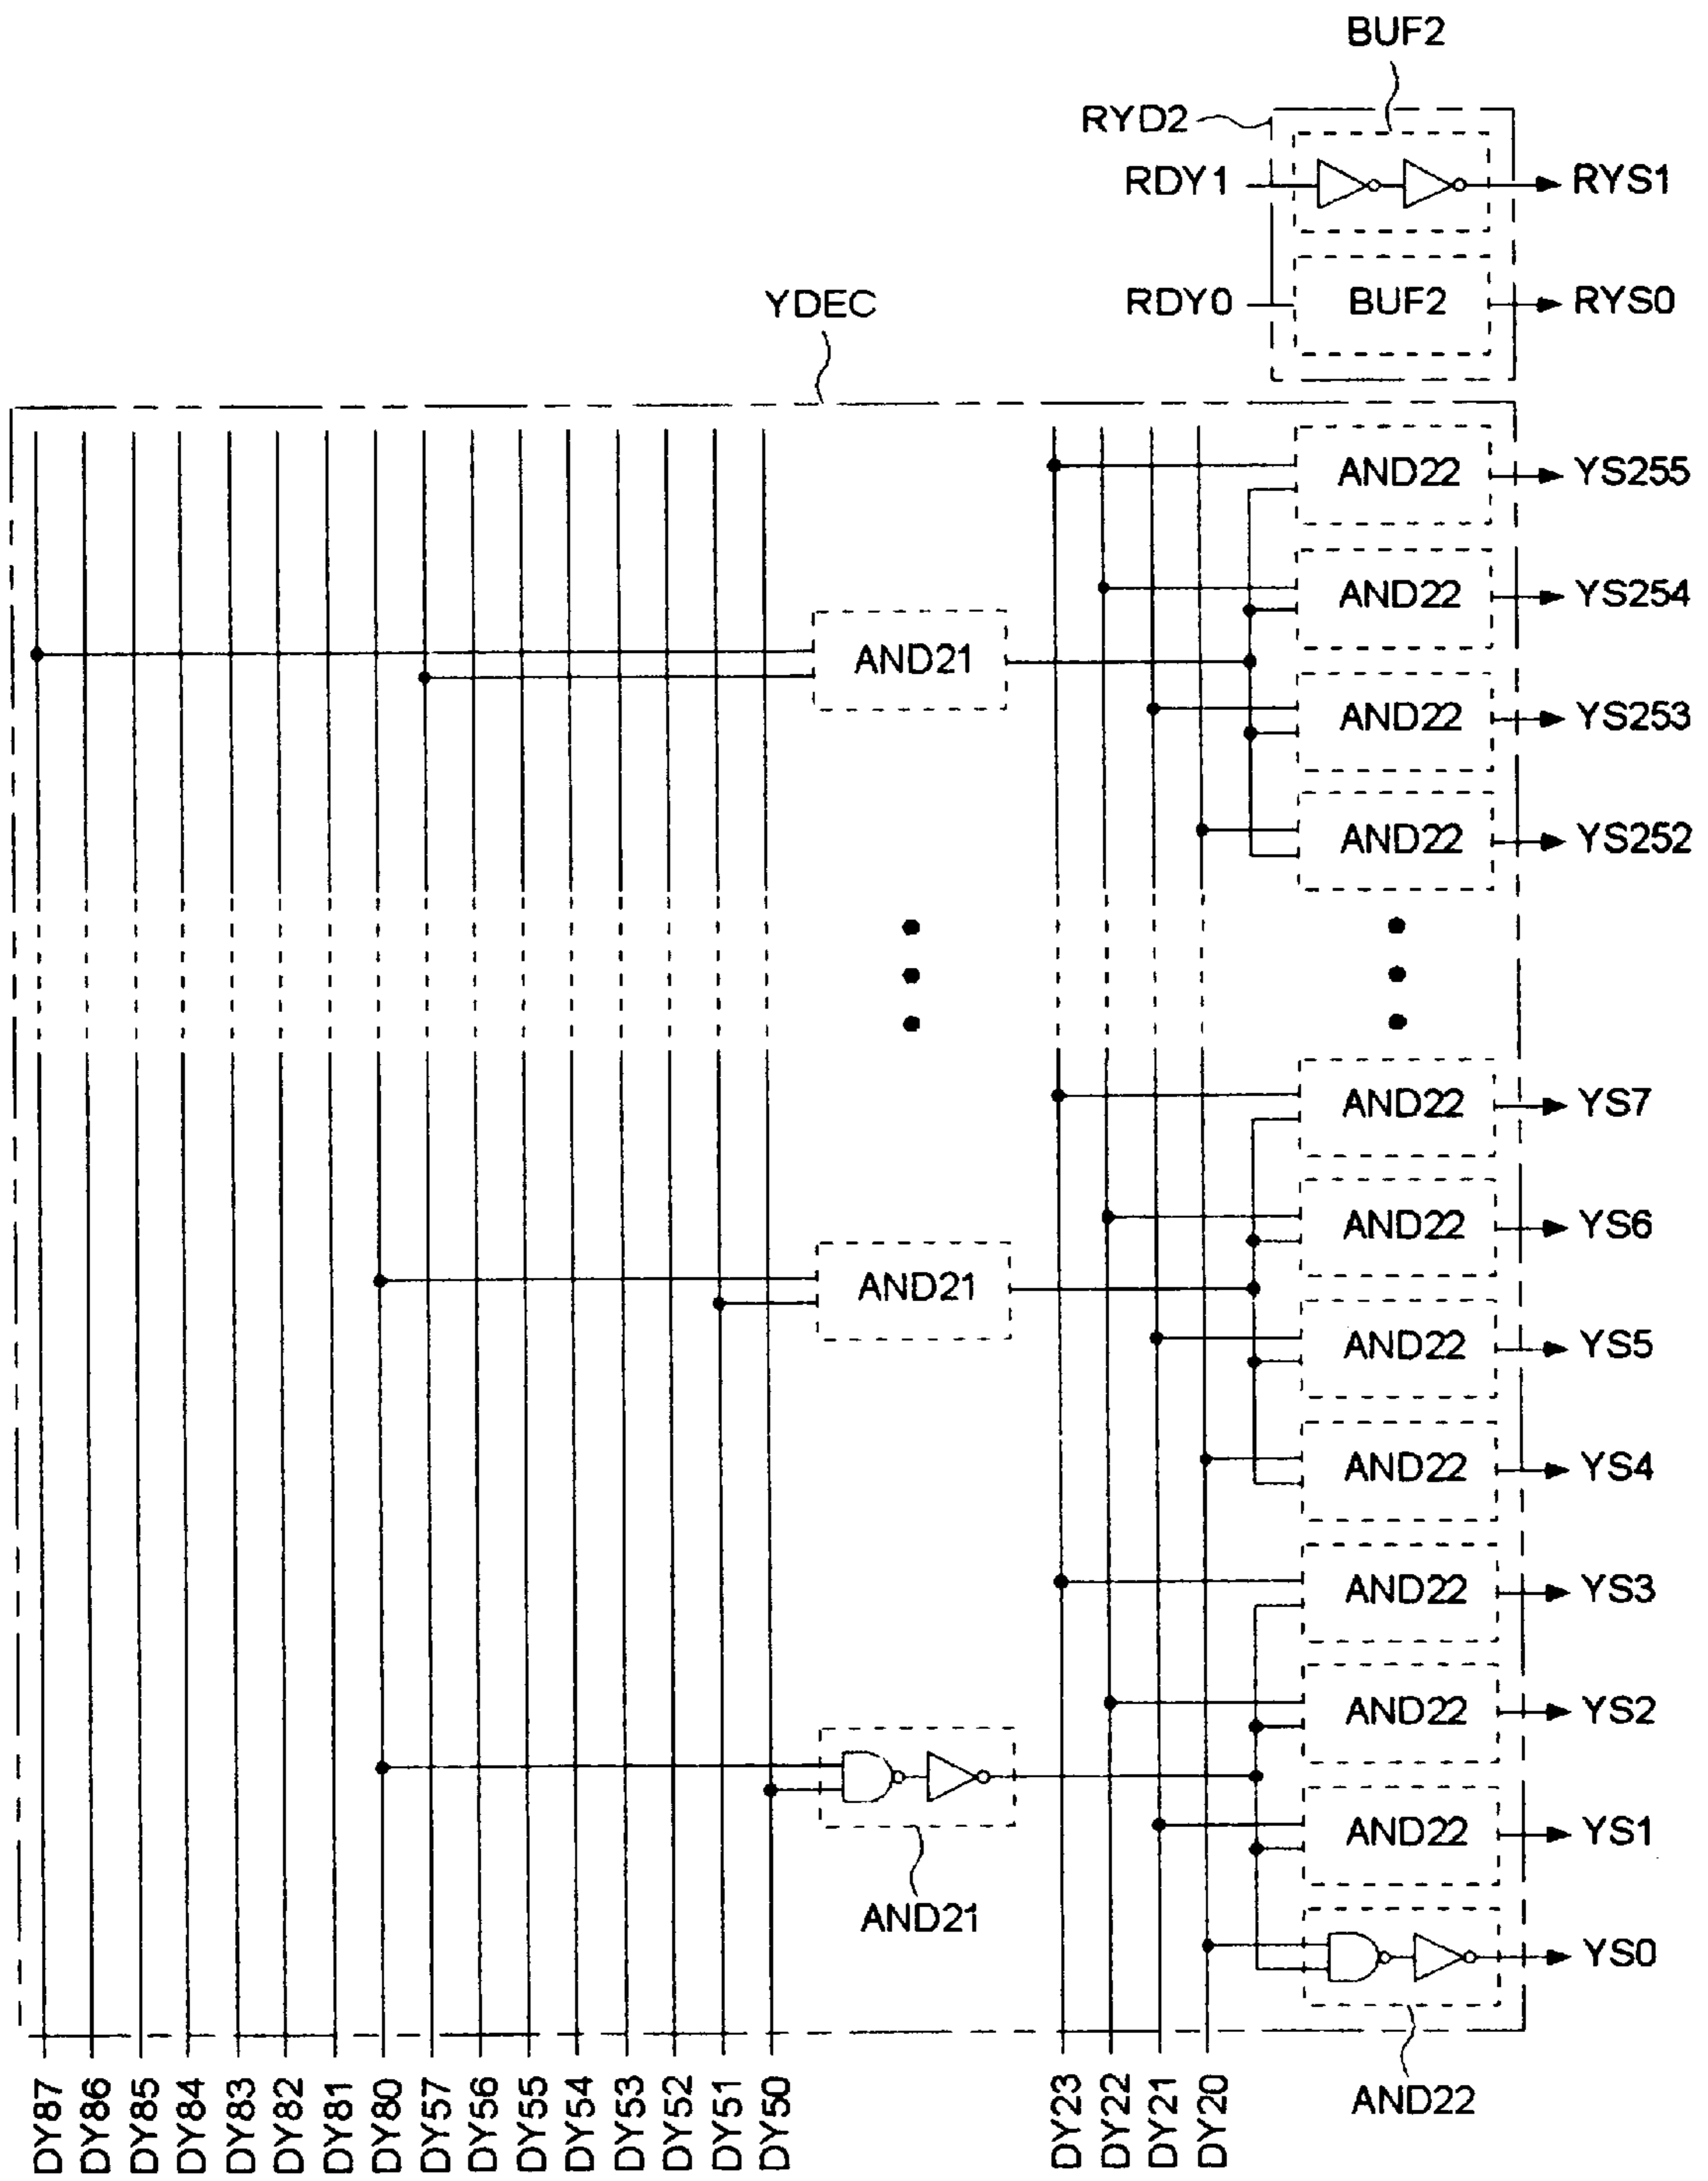 BUF2
RYD2
RDY1
RYS1
RDY0
BUF2
RYS0
YDEC
AND22
YS255
AND22
YS254
AND21
AND22
YS253
AND22
YS252
AND22
YS7
AND22
YS6
AND21
AND22
YS5
AND22
YS4
AND22
YS3
AND22
YS2
AND22
YS1
AND21
YS0
AND22
DY87
DY86
DY85
DY84
DY83
DY82
DY81
DY80
DY57
DY56
DY55
DY54
DY53
DY52
DY51
DY50
DY23
DY22
DY21
DY20